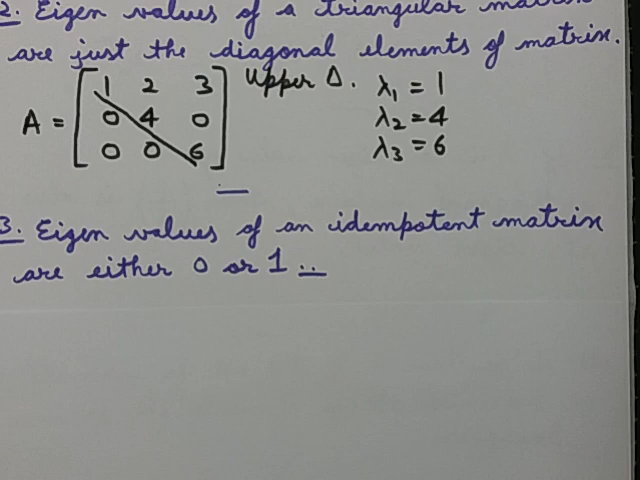 2. Eigen values of a triangular matrix
are just the diagonal elements of matrix.
A = [ 1 2 3 Upper Δ. λ₁ = 1
0 4 0 λ₂ = 4
0 0 6 ] λ₃ = 6
3. Eigen values of an idempotent matrix
are either 0 or 1 ..